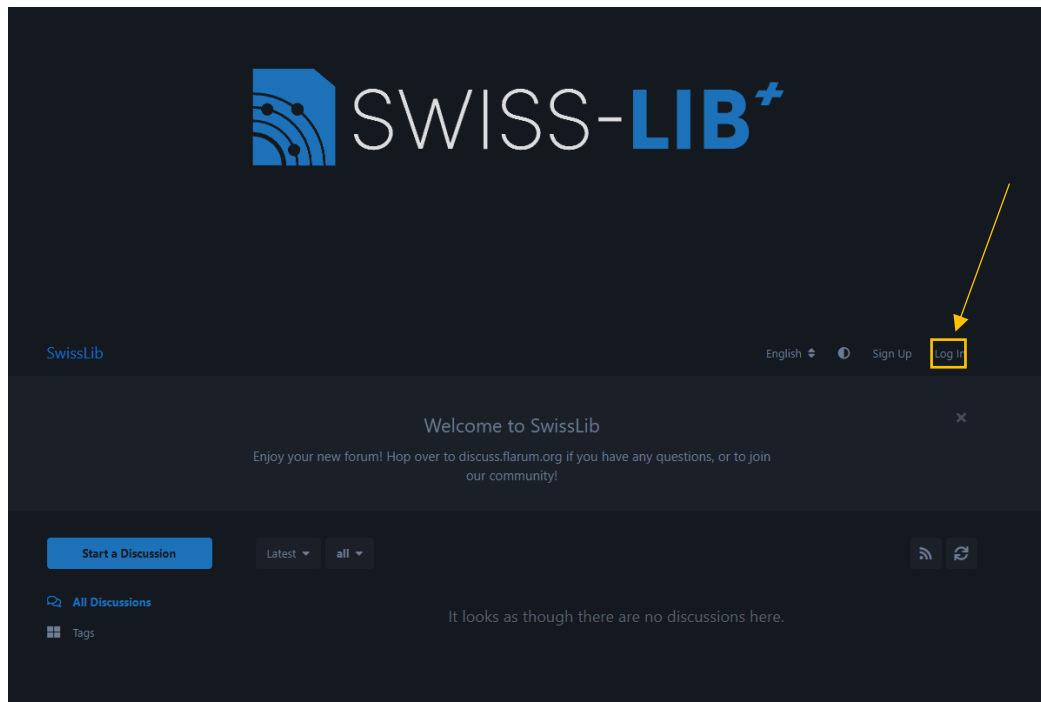 SWISS-LIB+
SwissLib
English
Sign Up
Log In
Welcome to SwissLib
Enjoy your new forum! Hop over to discuss.flarum.org if you have any questions, or to join
our community!
Start a Discussion
Latest
all
All Discussions
It looks as though there are no discussions here.
Tags